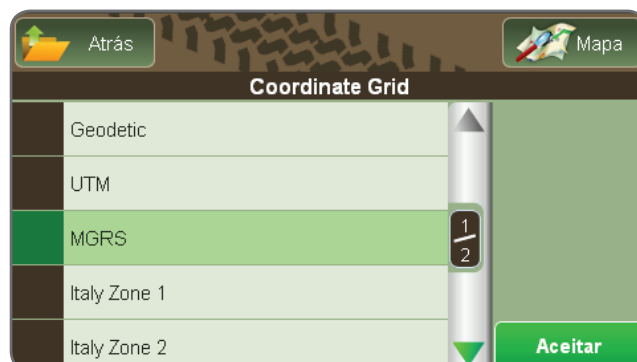 Atrás
Mapa
Coordinate Grid
Geodetic
UTM
MGRS
1/2
Italy Zone 1
Italy Zone 2
Aceitar